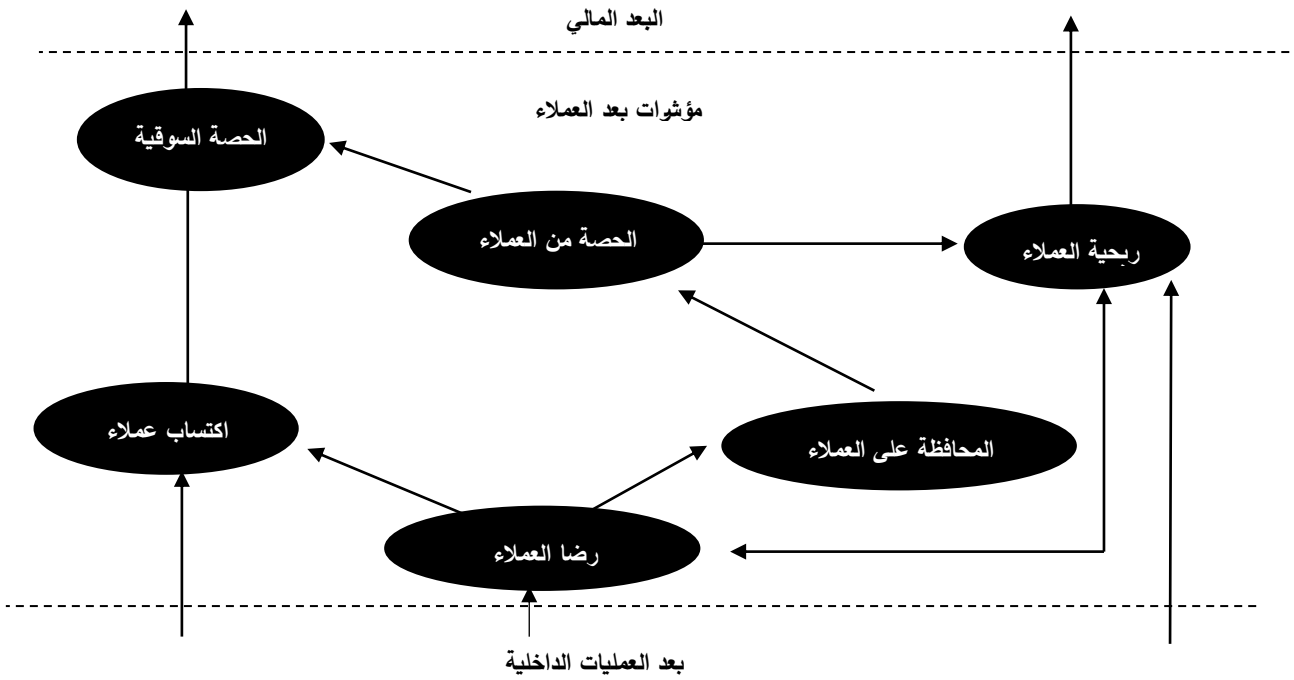 البعد المالي
مؤشرات بعد العملاء
الحصة السوقية
الحصة من العملاء
ربحية العملاء
اكتساب عملاء
المحافظة على العملاء
رضا العملاء
بعد العمليات الداخلية